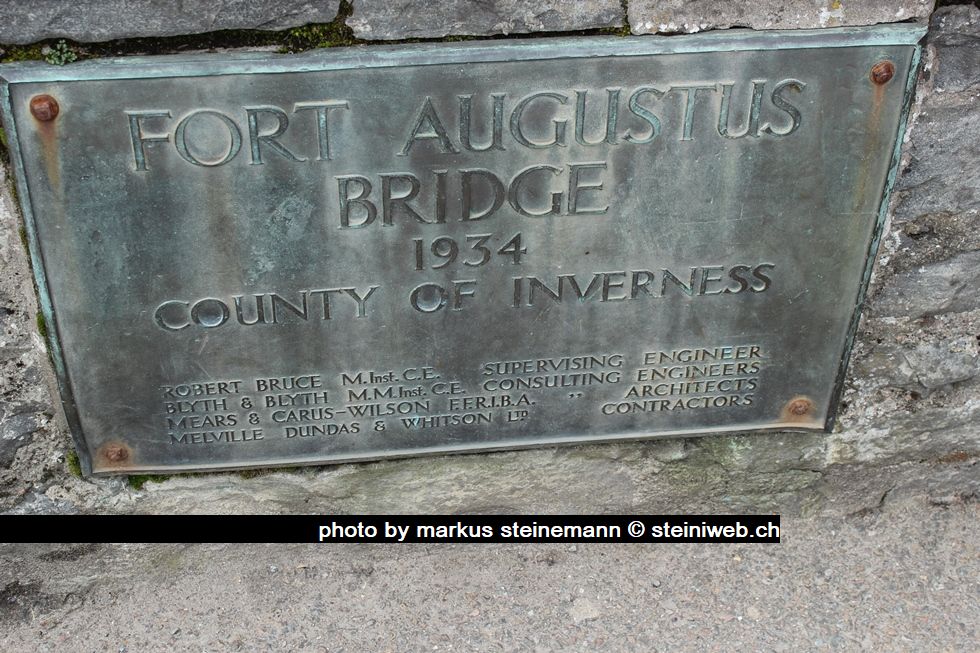 FORT AUGUSTUS
BRIDGE
1934
COUNTY OF INVERNESS
ROBERT BRUCE M.Inst.C.E. SUPERVISING ENGINEER
BLYTH & BLYTH M.M.Inst.C.E. CONSULTING ENGINEERS
MEARS & CARUS-WILSON F.F.R.I.B.A. " ARCHITECTS
MELVILLE DUNDAS & WHITSON LTD CONTRACTORS
photo by markus steinemann © steiniweb.ch